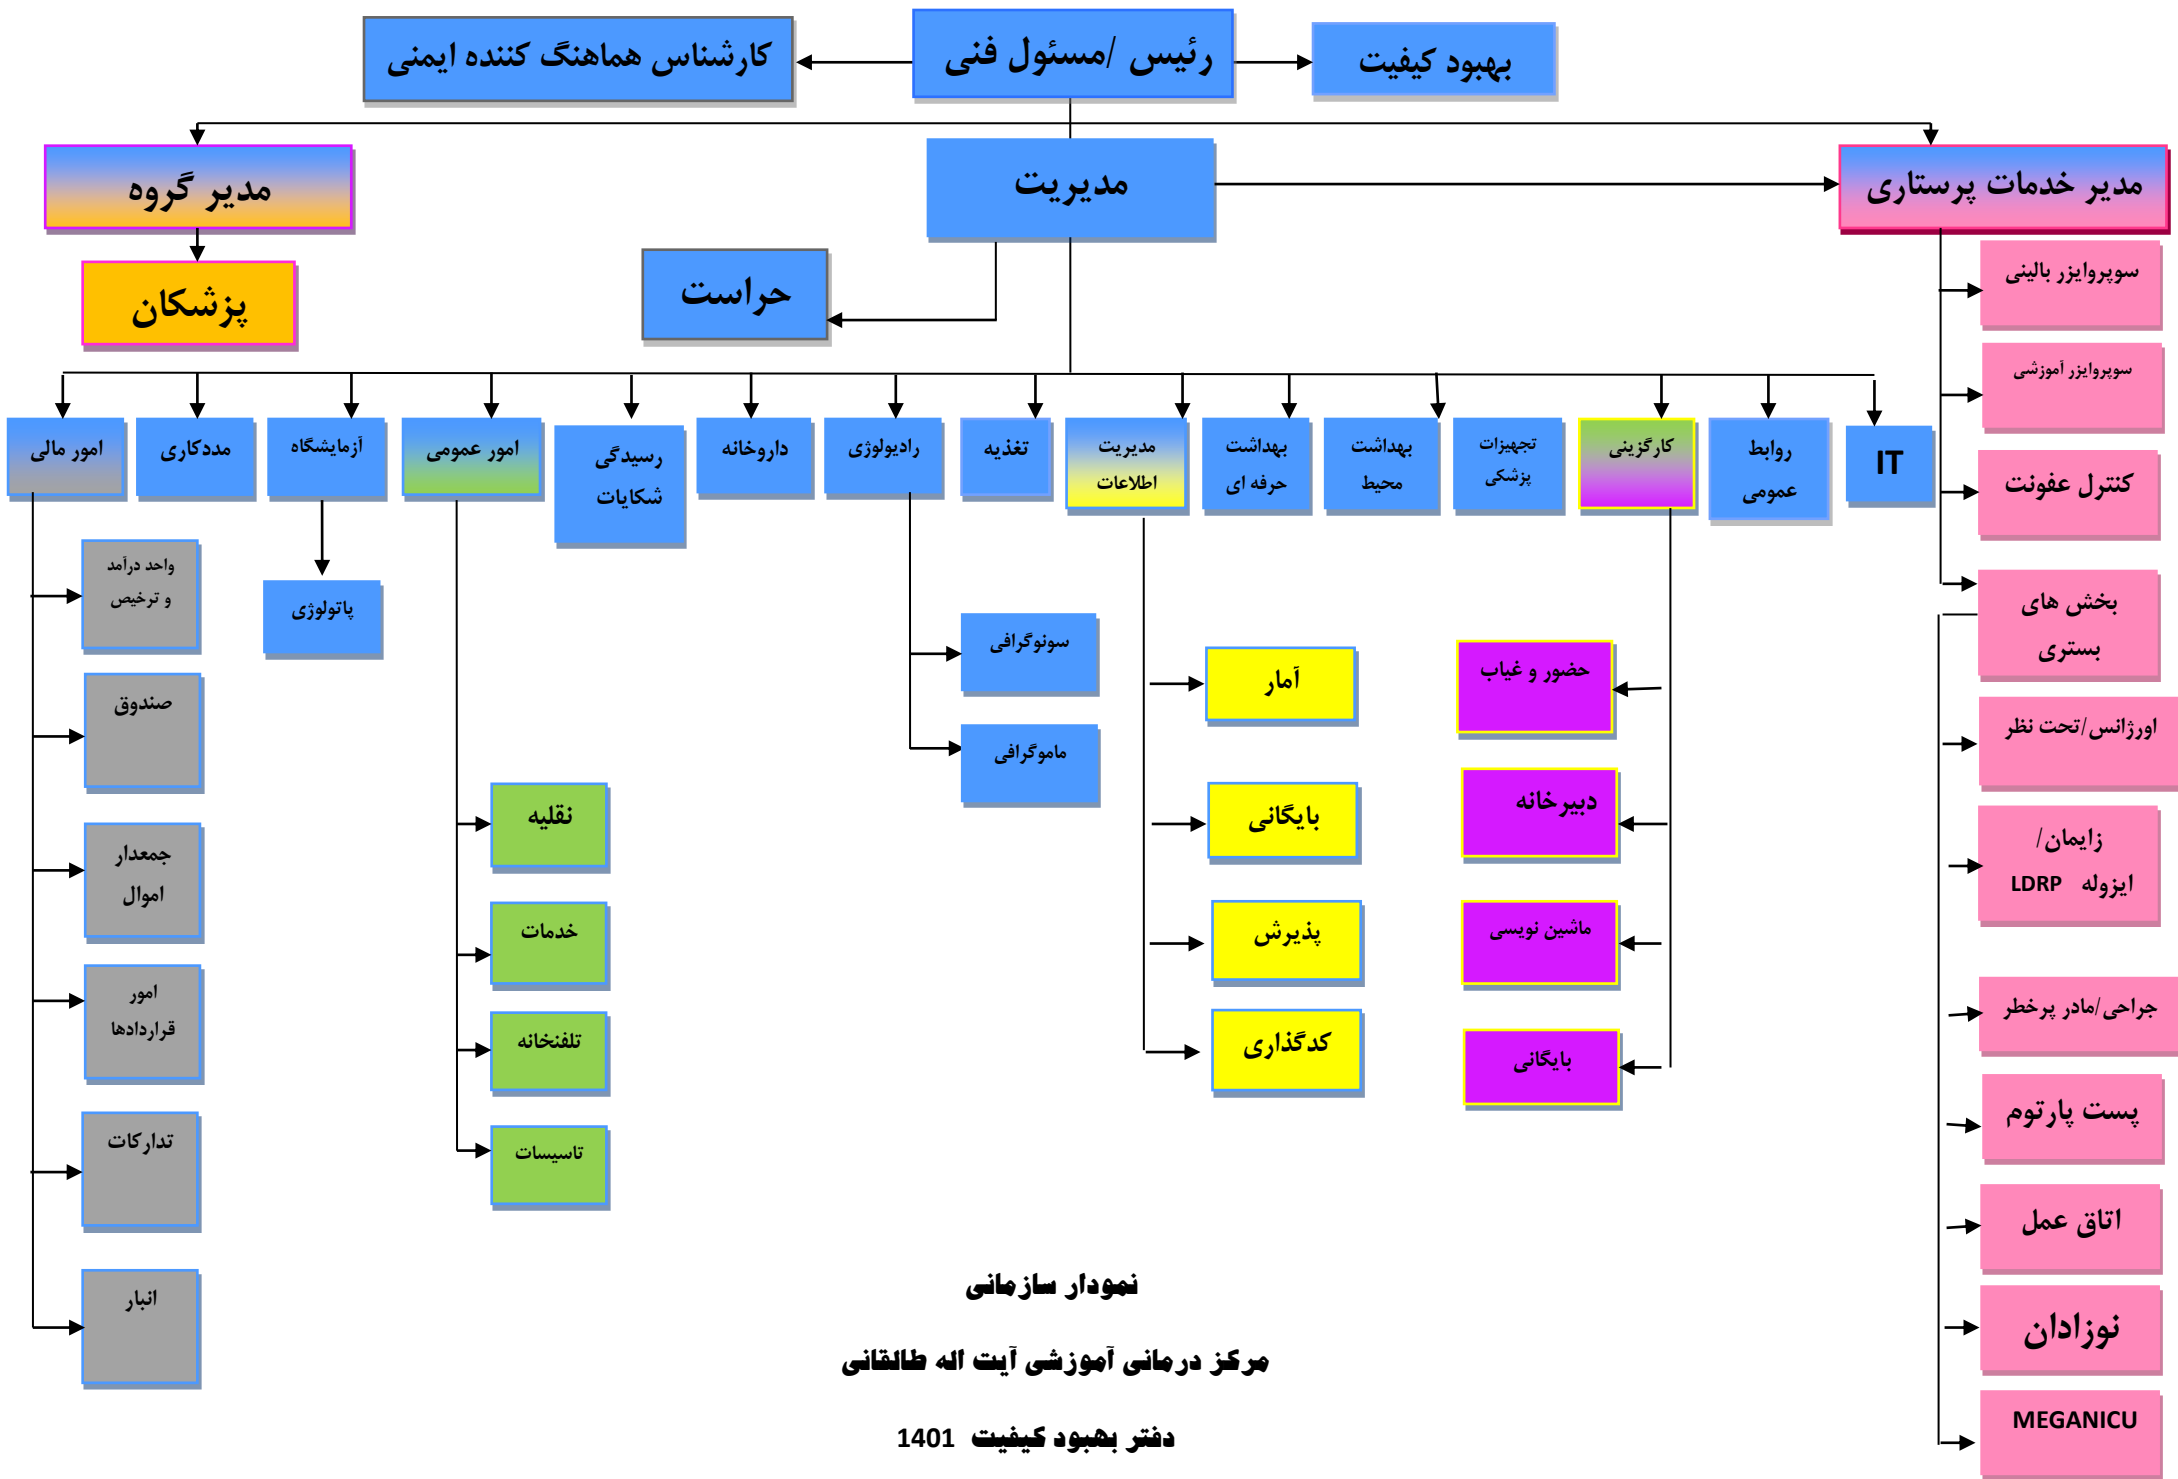 بهبود کیفیت
رئیس /مسئول فنی
کارشناس هماهنگ کننده ایمنی
مدیر خدمات پرستاری
مدیریت
مدیر گروه
حراست
پزشکان
IT
روابط
عمومی
کارگزینی
تجهیزات
پزشکی
بهداشت
محیط
بهداشت
حرفه ای
مدیریت
اطلاعات
تغذیه
رادیولوژی
داروخانه
رسیدگی
شکایات
امور عمومی
آزمایشگاه
مددکاری
امور مالی
سوپروایزر بالینی
سوپروایزر آموزشی
کنترل عفونت
بخش های
بستری
اورژانس/تحت نظر
زایمان/
ایزوله LDRP
جراحی/مادر پرخطر
پست پارتوم
اتاق عمل
نوزادان
MEGANICU
حضور و غیاب
دبیرخانه
ماشین نویسی
بایگانی
آمار
بایگانی
پذیرش
کدگذاری
سونوگرافی
ماموگرافی
نقلیه
خدمات
تلفنخانه
تاسیسات
پاتولوژی
واحد درآمد
و ترخیص
صندوق
جمعدار
اموال
امور
قراردادها
تدارکات
انبار
نمودار سازمانی
مرکز درمانی آموزشی آیت اله طالقانی
دفتر بهبود کیفیت 1401